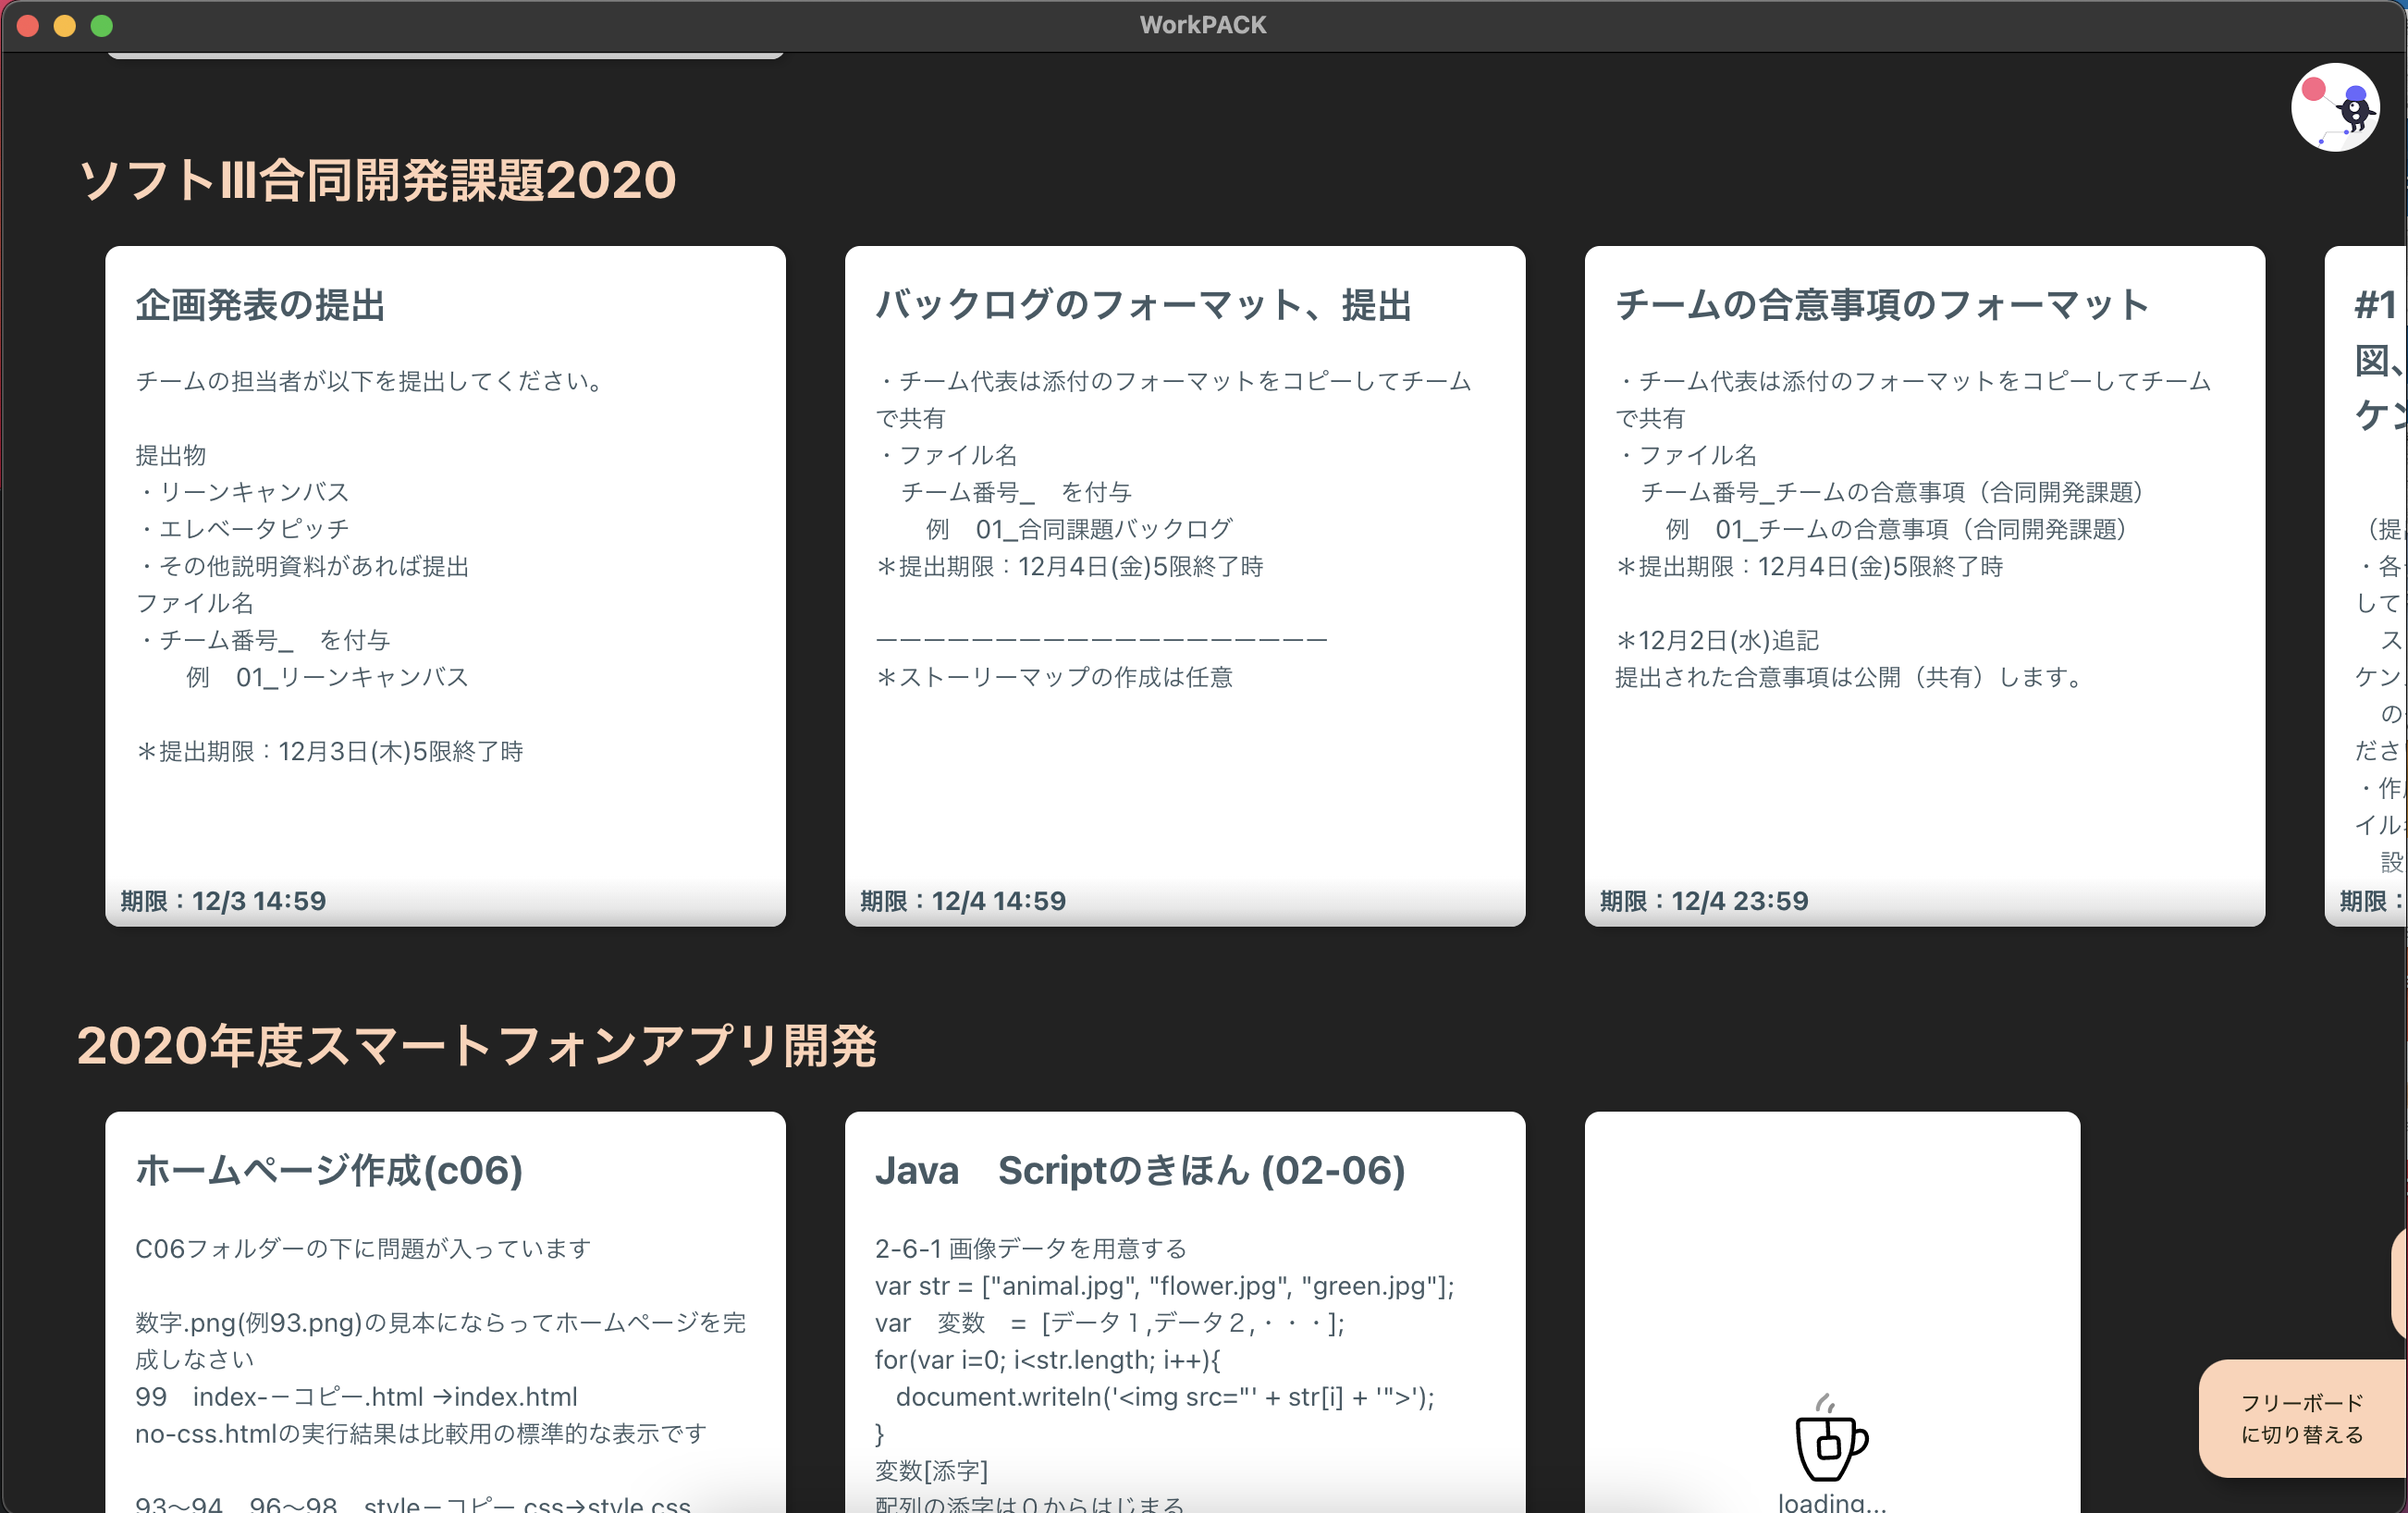 WorkPACK
ソフトIII合同開発課題2020
企画発表の提出
チームの担当者が以下を提出してください。
提出物
・リーンキャンバス
・エレベータピッチ
・その他説明資料があれば提出
ファイル名
・チーム番号_　を付与
例　01_リーンキャンバス
＊提出期限：12月3日(木)5限終了時
期限：12/3 14:59
バックログのフォーマット、提出
・チーム代表は添付のフォーマットをコピーしてチーム
で共有
・ファイル名
チーム番号_　を付与
例　01_合同課題バックログ
＊提出期限：12月4日(金)5限終了時
ーーーーーーーーーーーーーーーーーーー
＊ストーリーマップの作成は任意
期限：12/4 14:59
チームの合意事項のフォーマット
・チーム代表は添付のフォーマットをコピーしてチーム
で共有
・ファイル名
チーム番号_チームの合意事項（合同開発課題）
例　01_チームの合意事項（合同開発課題）
＊提出期限：12月4日(金)5限終了時
＊12月2日(水)追記
提出された合意事項は公開（共有）します。
期限：12/4 23:59
#1
図、
ケン
（提
・各
して
ス
ケン
の
ださ
・作
イル
設
期限：
2020年度スマートフォンアプリ開発
ホームページ作成(c06)
C06フォルダーの下に問題が入っています
数字.png(例93.png)の見本にならってホームページを完
成しなさい
99　index-－コピー.html →index.html
no-css.htmlの実行結果は比較用の標準的な表示です
93〜94　96〜98　style－コピー.css→style.css
Java　Scriptのきほん (02-06)
2-6-1 画像データを用意する
var str = ["animal.jpg", "flower.jpg", "green.jpg"];
var　変数　＝ [データ１,データ２,・・・];
for(var i=0; i<str.length; i++){
document.writeln('<img src="' + str[i] + '">');
}
変数[添字]
配列の添字は０からはじまる
loading...
フリーボード
に切り替える